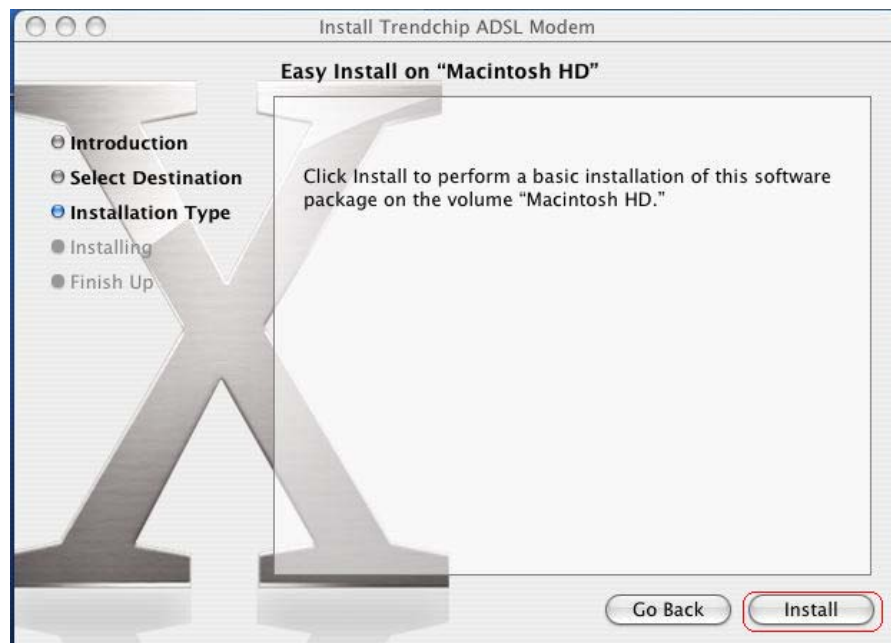 Install Trendchip ADSL Modem
Easy Install on “Macintosh HD”
Introduction
Select Destination
Installation Type
Installing
Finish Up
Click Install to perform a basic installation of this software
package on the volume “Macintosh HD.”
Go Back
Install